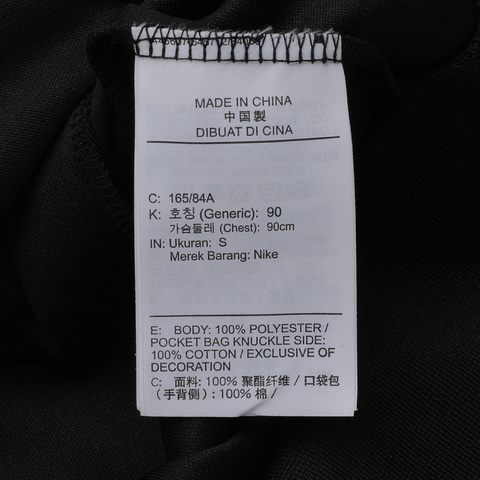 MADE IN CHINA
中国製
DIBUAT DI CINA
C: 165/84A
K: 호칭 (Generic): 90
가슴둘레 (Chest): 90cm
IN: Ukuran: S
Merek Barang: Nike
E: BODY: 100% POLYESTER /
POCKET BAG KNUCKLE SIDE:
100% COTTON / EXCLUSIVE OF
DECORATION
C: 面料: 100% 聚酯纤维 / 口袋包
(手背侧) : 100% 棉 /